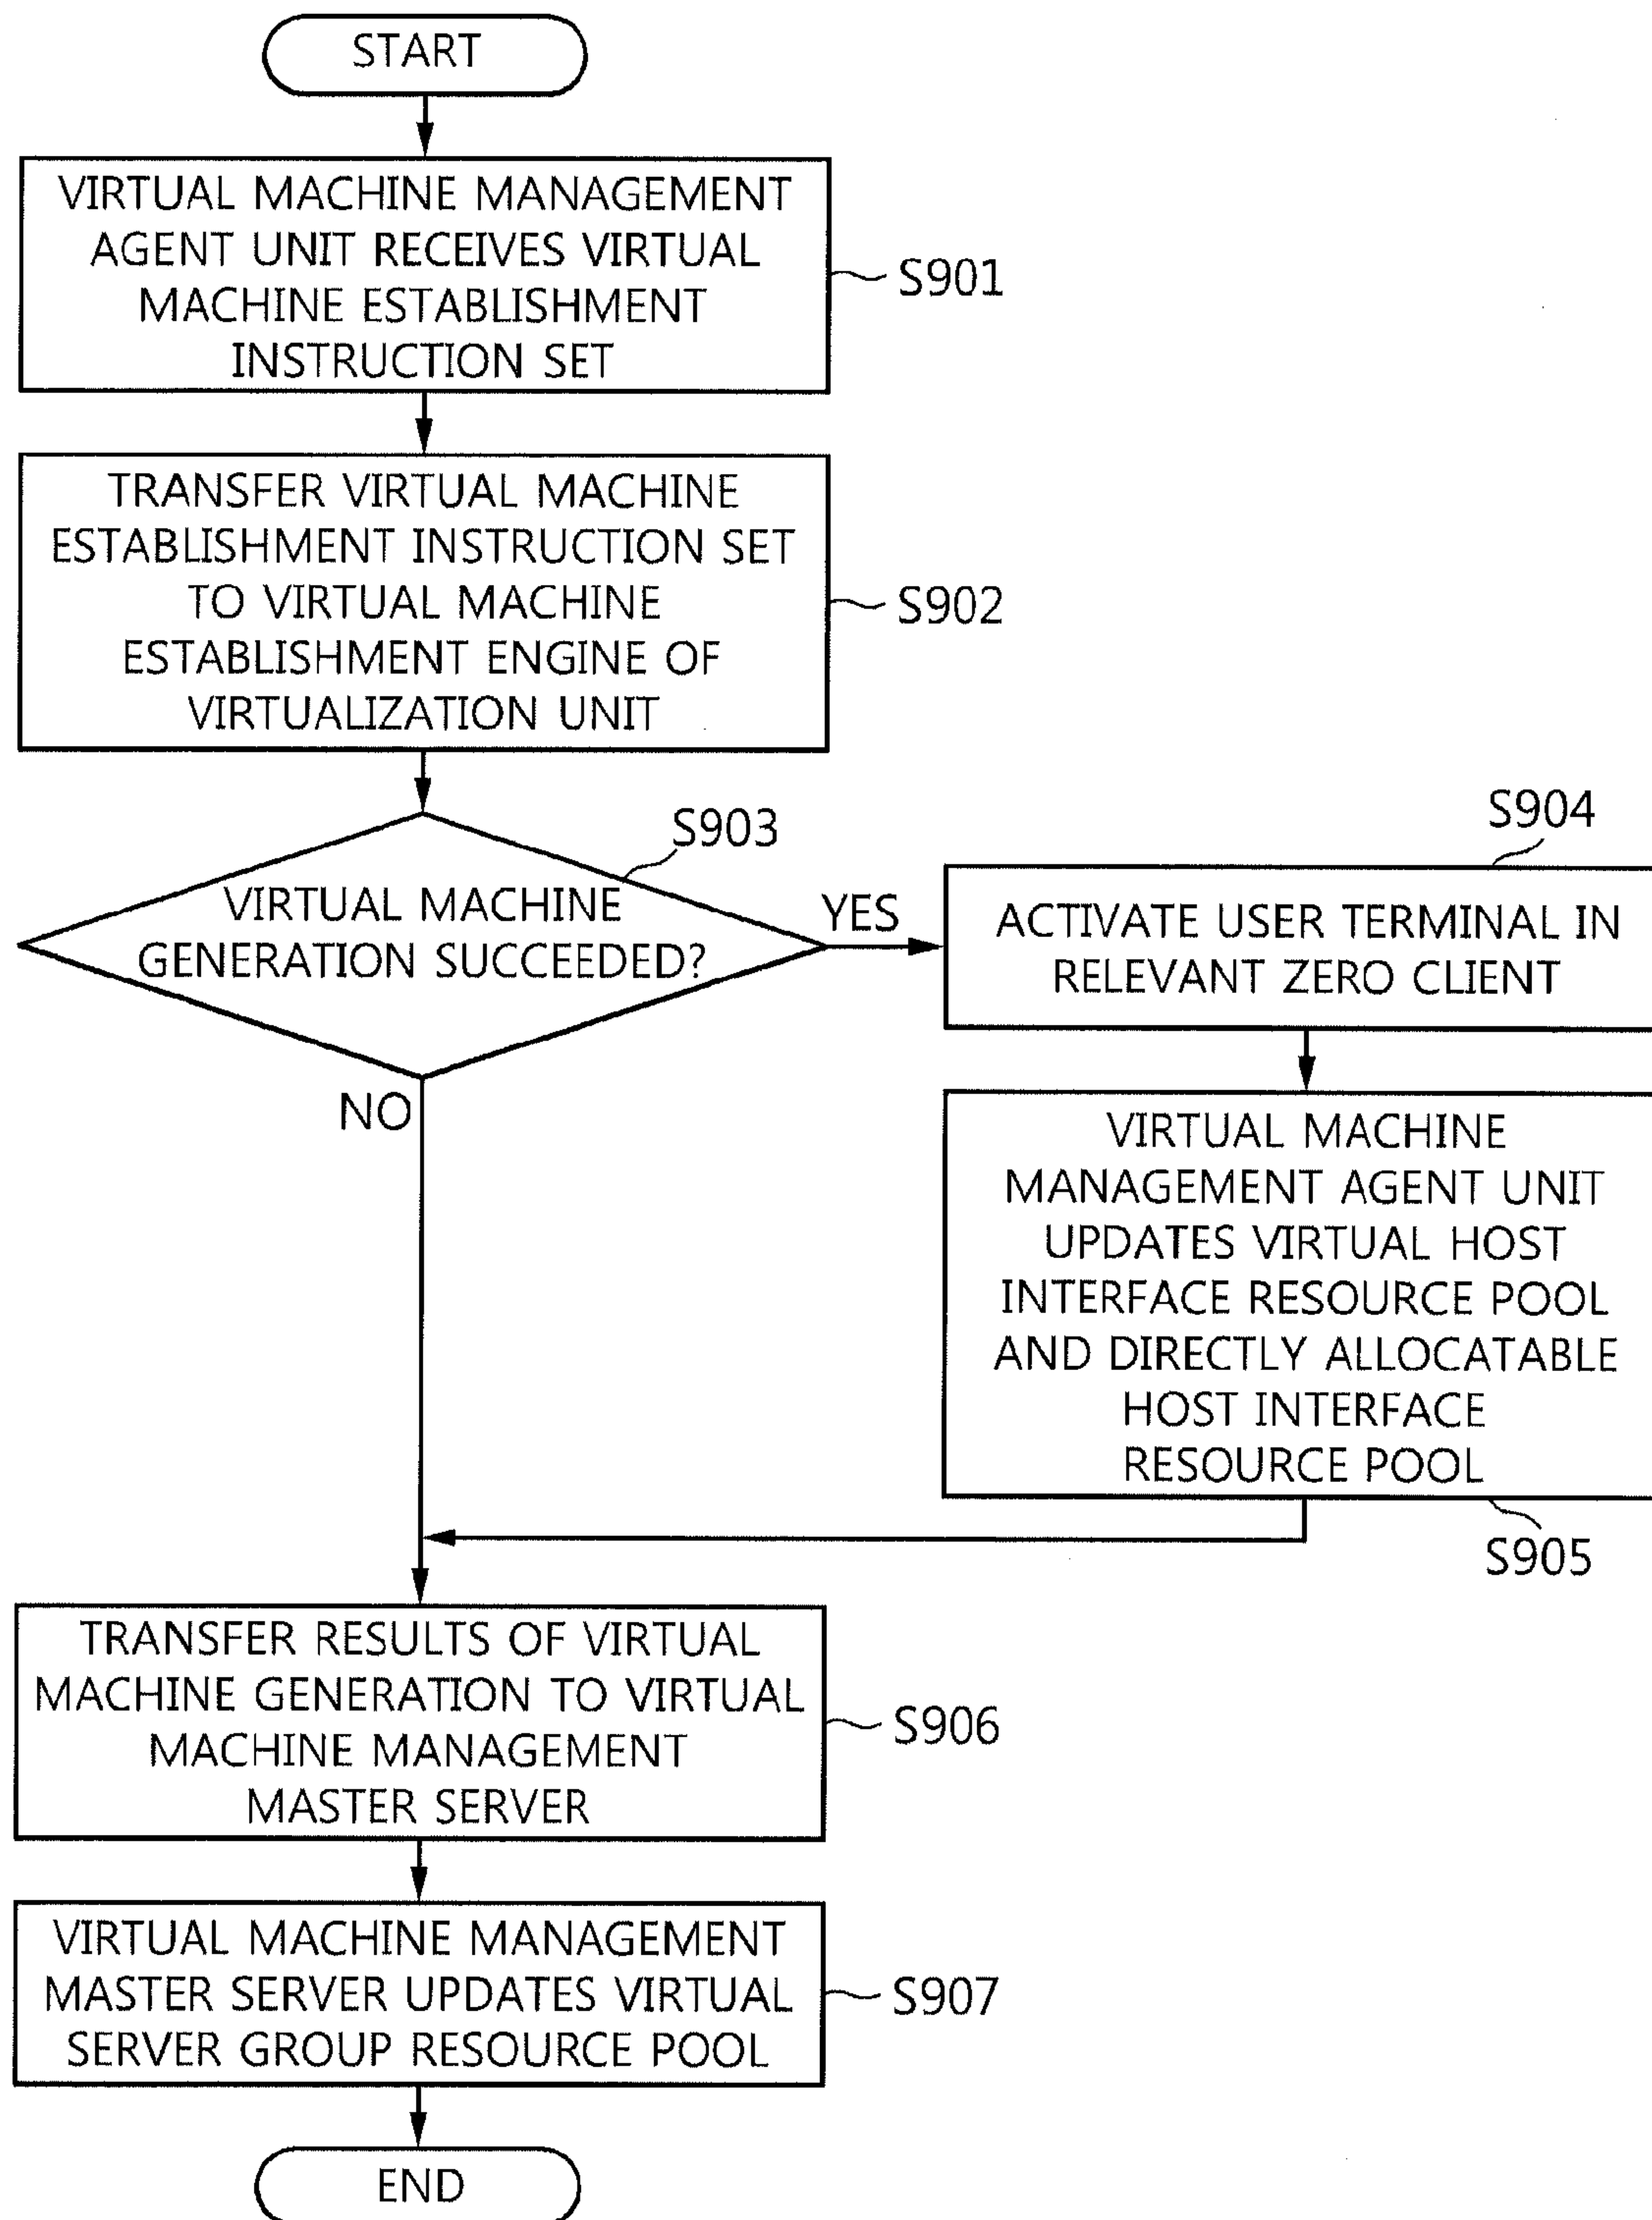 START
VIRTUAL MACHINE MANAGEMENT
AGENT UNIT RECEIVES VIRTUAL
MACHINE ESTABLISHMENT
INSTRUCTION SET
S901
TRANSFER VIRTUAL MACHINE
ESTABLISHMENT INSTRUCTION SET
TO VIRTUAL MACHINE
ESTABLISHMENT ENGINE OF
VIRTUALIZATION UNIT
S902
S903
VIRTUAL MACHINE
GENERATION SUCCEEDED?
YES
NO
S904
ACTIVATE USER TERMINAL IN
RELEVANT ZERO CLIENT
VIRTUAL MACHINE
MANAGEMENT AGENT UNIT
UPDATES VIRTUAL HOST
INTERFACE RESOURCE POOL
AND DIRECTLY ALLOCATABLE
HOST INTERFACE
RESOURCE POOL
S905
TRANSFER RESULTS OF VIRTUAL
MACHINE GENERATION TO VIRTUAL
MACHINE MANAGEMENT
MASTER SERVER
S906
VIRTUAL MACHINE MANAGEMENT
MASTER SERVER UPDATES VIRTUAL
SERVER GROUP RESOURCE POOL
S907
END